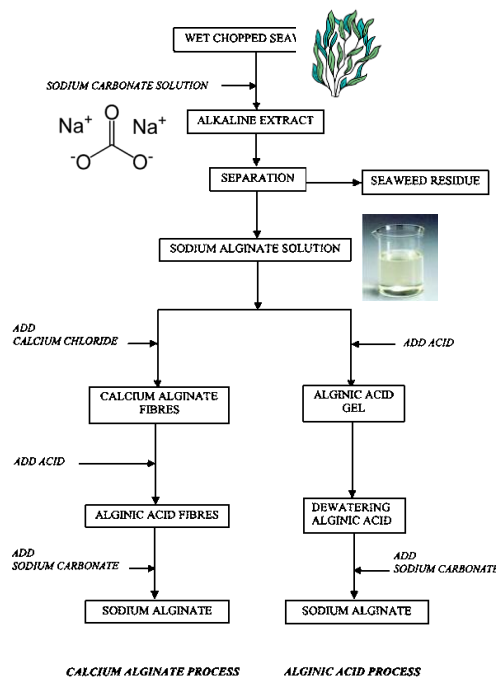 WET CHOPPED
SODIUM CARBONATE SOLUTION
O
Na+ Na+
-O O-
ALKALINE EXTRACT
SEPARATION
SEAWEED RESIDUE
SODIUM ALGINATE SOLUTION
ADD
CALCIUM CHLORIDE
ADD ACID
CALCIUM ALGINATE
FIBRES
ALGINIC ACID
GEL
ADD ACID
ALGINIC ACID FIBRES
DEWATERING
ALGINIC ACID
ADD
SODIUM CARBONATE
ADD
SODIUM CARBONATE
SODIUM ALGINATE
SODIUM ALGINATE
CALCIUM ALGINATE PROCESS
ALGINIC ACID PROCESS